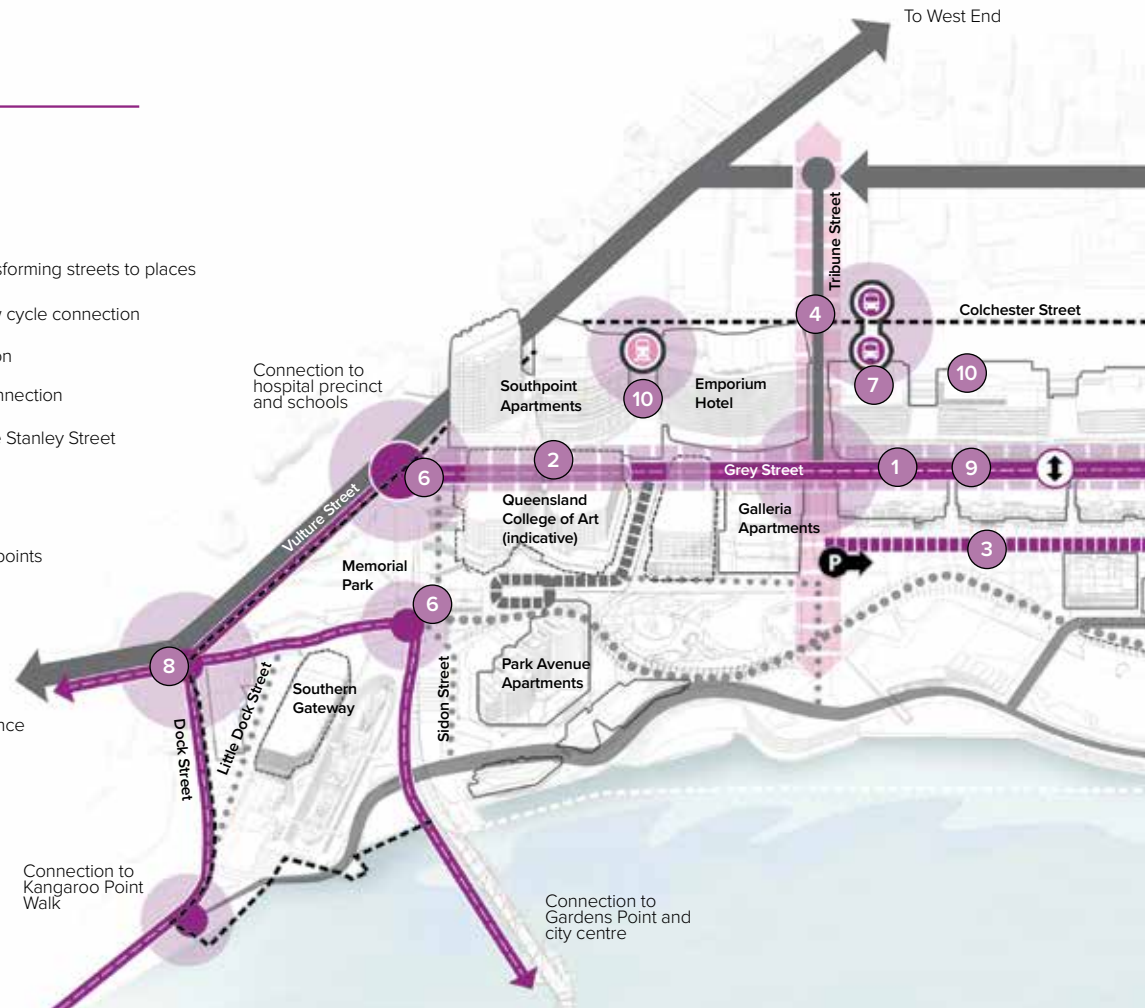 To West End
sforming streets to places
cycle connection
on
nnection
Stanley Street
points
nce
Connection to
hospital precinct
and schools
Tribune Street
Colchester Street
4
7
10
10
Southpoint
Apartments
Emporium
Hotel
6
2
Grey Street
1
9
Vulture Street
Queensland
College of Art
(indicative)
Galleria
Apartments
3
P
Memorial
Park
6
8
Park Avenue
Apartments
Southern
Gateway
Sidon Street
Little Dock Street
Dock Street
Connection to
Kangaroo Point
Walk
Connection to
Gardens Point and
city centre